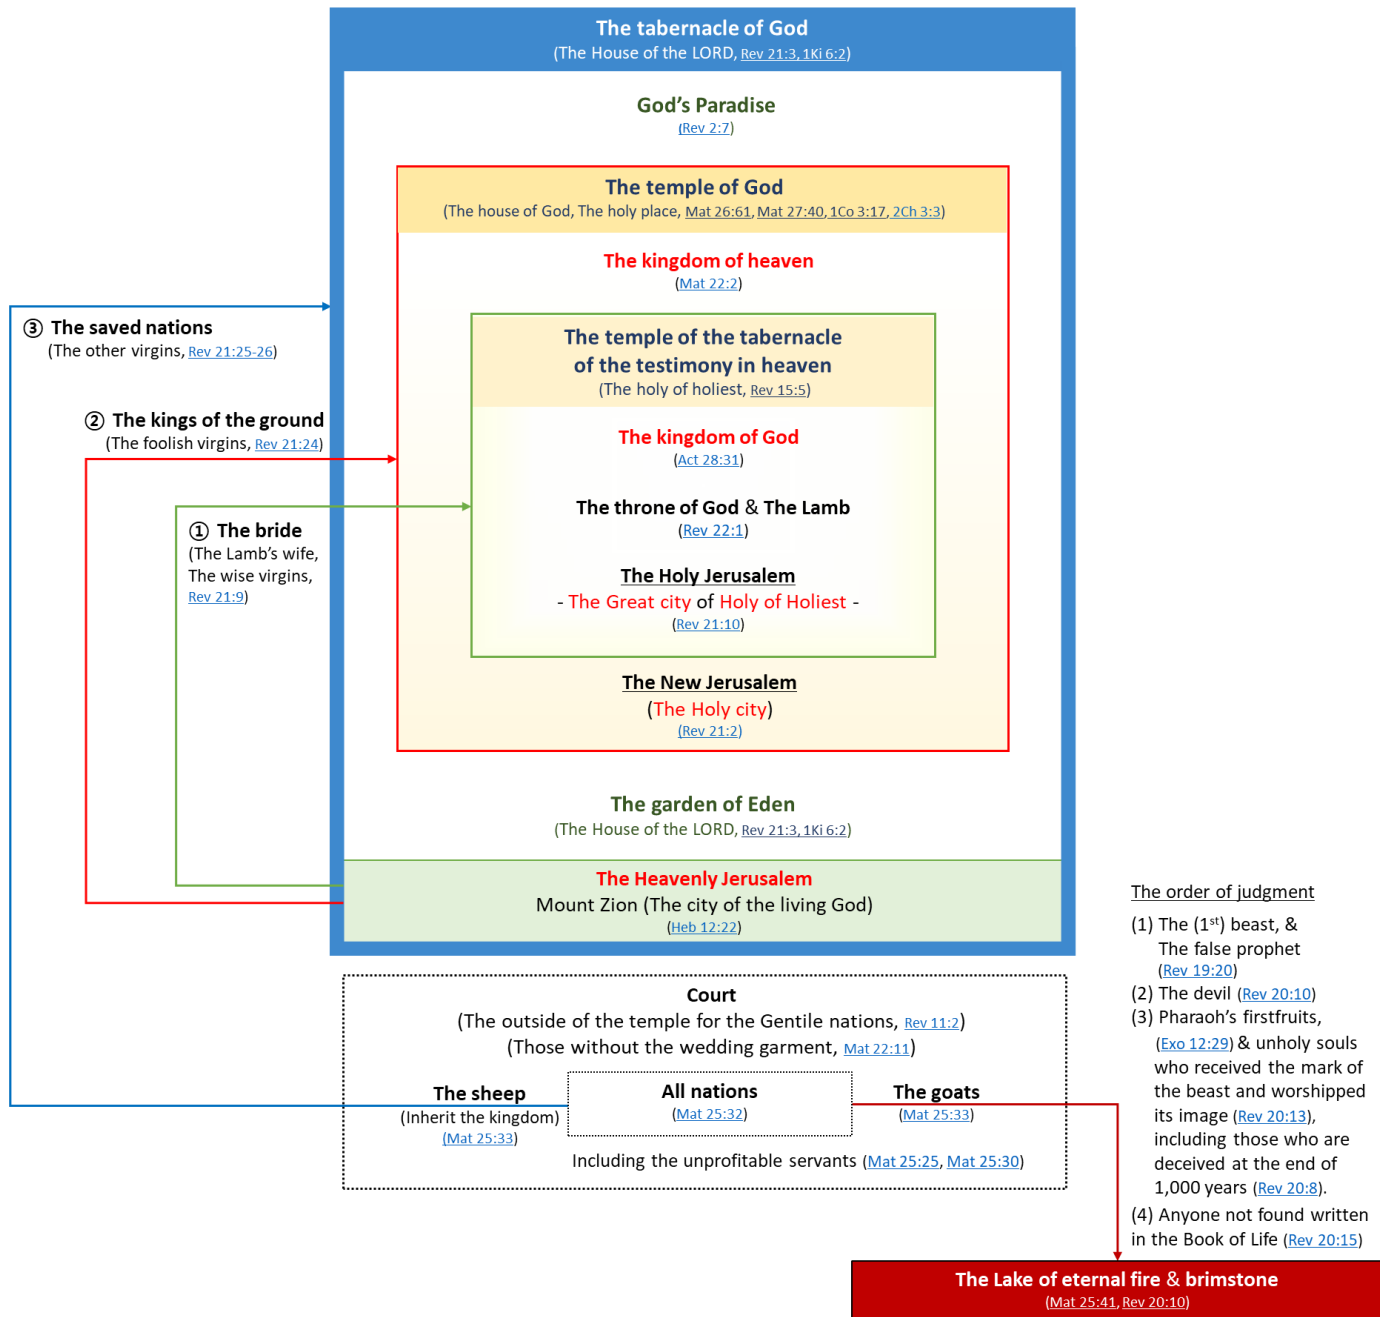 The tabernacle of God
(The House of the LORD, Rev 21:3, 1Ki 6:2)
God’s Paradise
(Rev 2:7)
The temple of God
(The house of God, The holy place, Mat 26:61, Mat 27:40, 1Co 3:17, 2Ch 3:3)
The kingdom of heaven
(Mat 22:2)
The temple of the tabernacle
of the testimony in heaven
(The holy of holiest, Rev 15:5)
The kingdom of God
(Act 28:31)
The throne of God & The Lamb
(Rev 22:1)
The Holy Jerusalem
- The Great city of Holy of Holiest -
(Rev 21:10)
The New Jerusalem
(The Holy city)
(Rev 21:2)
The garden of Eden
(The House of the LORD, Rev 21:3, 1Ki 6:2)
The Heavenly Jerusalem
Mount Zion (The city of the living God)
(Heb 12:22)
③ The saved nations
(The other virgins, Rev 21:25-26)
② The kings of the ground
(The foolish virgins, Rev 21:24)
① The bride
(The Lamb’s wife,
The wise virgins,
Rev 21:9)
Court
(The outside of the temple for the Gentile nations, Rev 11:2)
(Those without the wedding garment, Mat 22:11)
The sheep
(Inherit the kingdom)
(Mat 25:33)
All nations
(Mat 25:32)
The goats
(Mat 25:33)
Including the unprofitable servants (Mat 25:25, Mat 25:30)
The order of judgment
(1) The (1st) beast, &
The false prophet
(Rev 19:20)
(2) The devil (Rev 20:10)
(3) Pharaoh’s firstfruits,
(Exo 12:29) & unholy souls
who received the mark of
the beast and worshipped
its image (Rev 20:13),
including those who are
deceived at the end of
1,000 years (Rev 20:8).
(4) Anyone not found written
in the Book of Life (Rev 20:15)
The Lake of eternal fire & brimstone
(Mat 25:41, Rev 20:10)